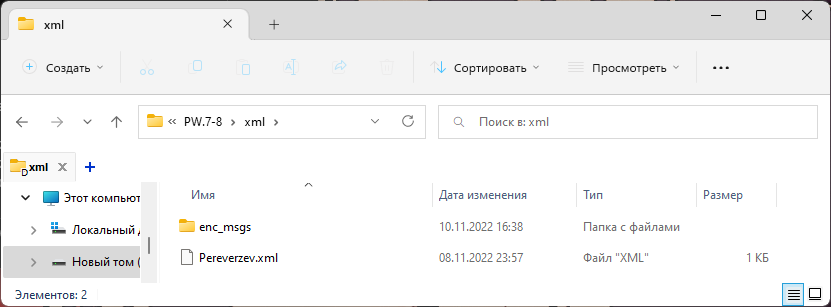 xml
Создать
Сортировать
Просмотреть
PW.7-8
xml
Поиск в: xml
xml
Имя
Дата изменения
Тип
Размер
Этот компьют
Локальный д
Новый том (
enc_msgs
10.11.2022 16:38
Папка с файлами
Pereverzev.xml
08.11.2022 23:57
Файл "XML"
1 КБ
Элементов: 2